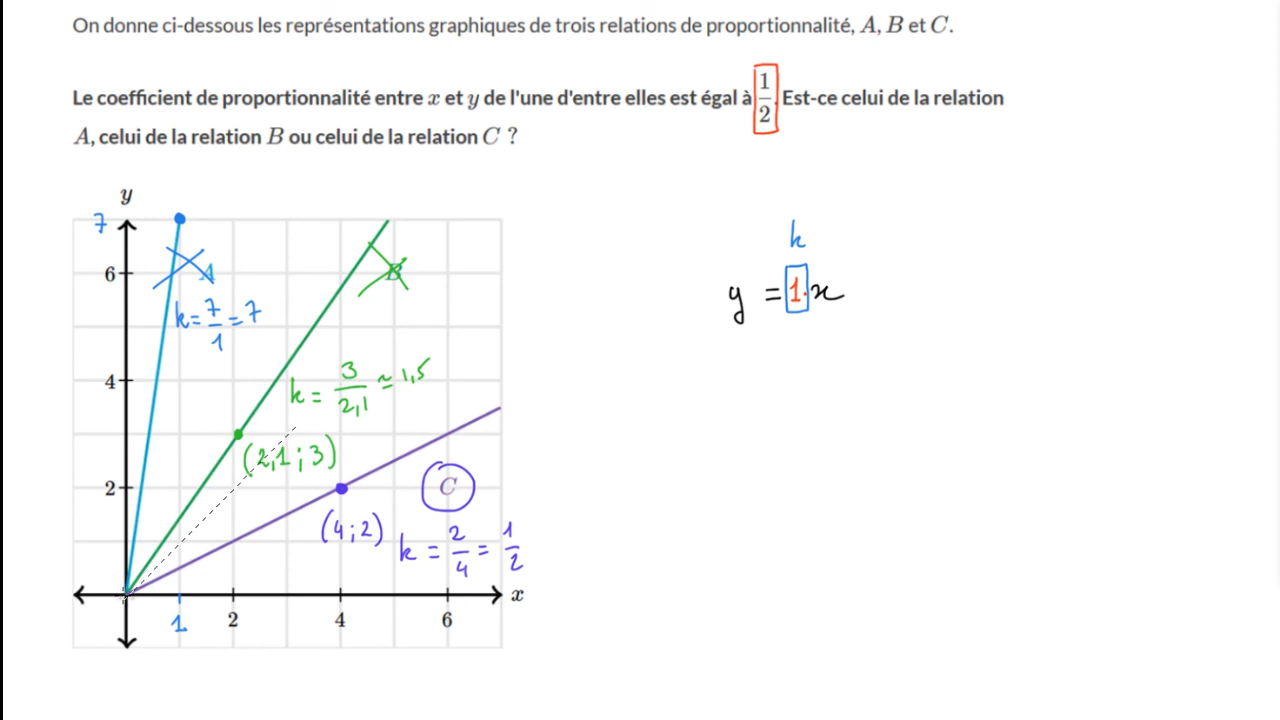 On donne ci-dessous les représentations graphiques de trois relations de proportionnalité, A, B et C.
Le coefficient de proportionnalité entre x et y de l'une d'entre elles est égal à 1/2. Est-ce celui de la relation
A, celui de la relation B ou celui de la relation C ?
y
7
6
A
B
k = 7/1 = 7
k
y = 1·x
4
k = 3/2,1 ≃ 1,5
(2,1 ; 3)
2
C
(4 ; 2)
k = 2/4 = 1/2
x
1
2
4
6